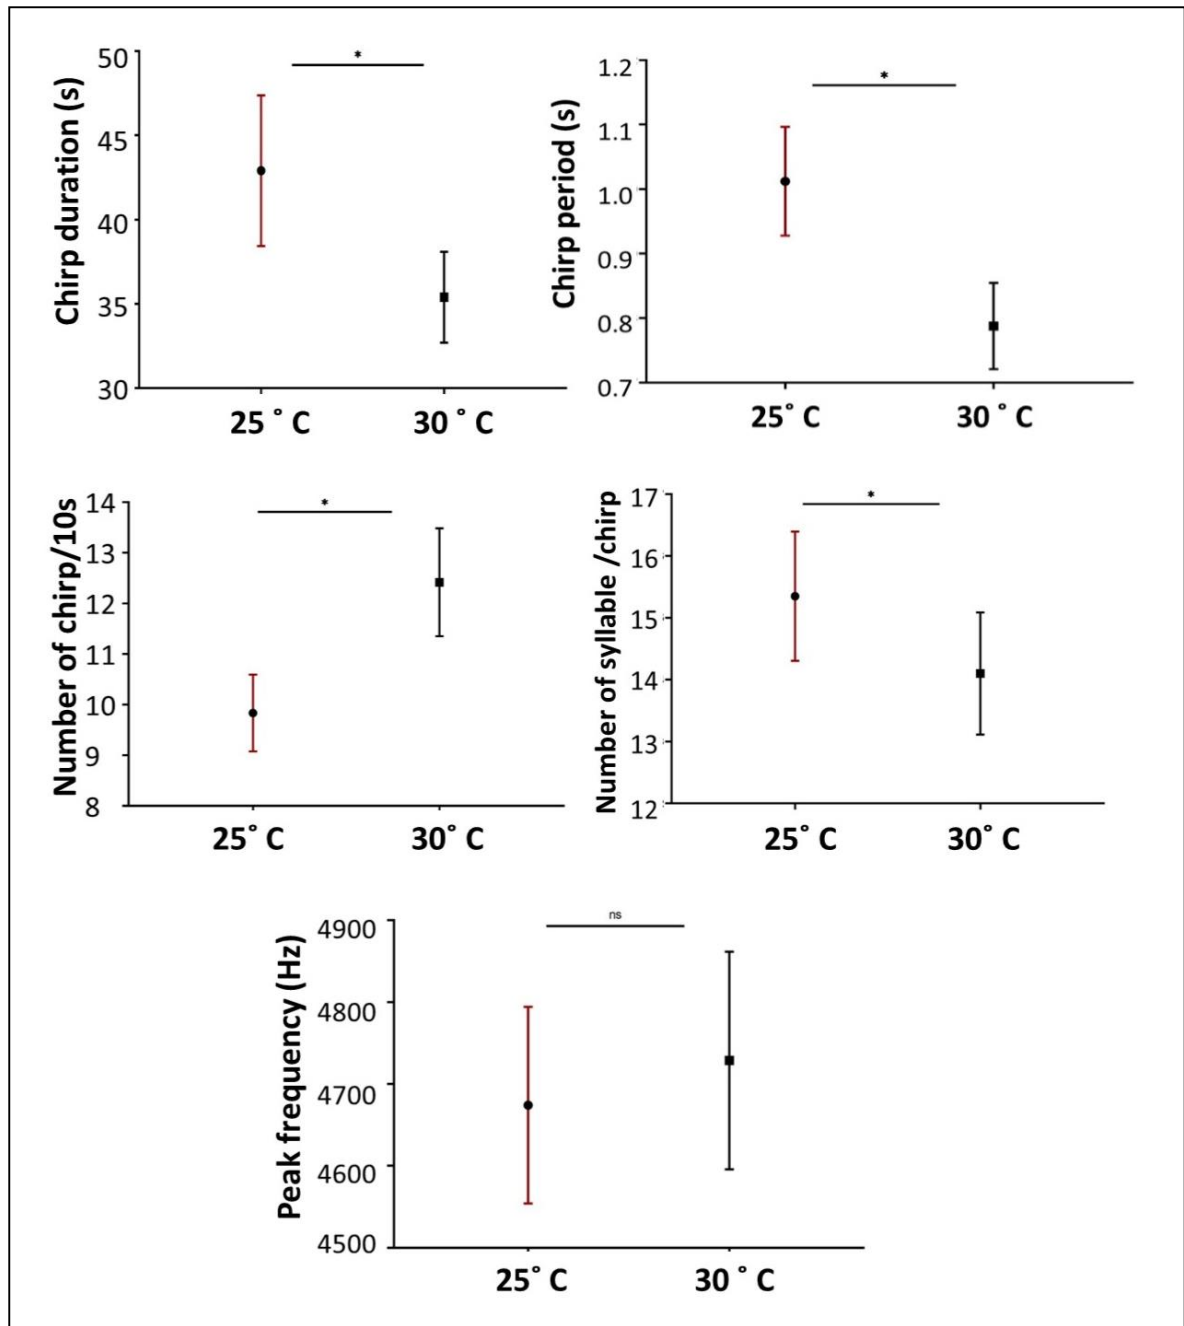 Chirp duration (s)
50
45
40
35
30
*
25˚ C
30˚ C
Chirp period (s)
1.2
1.1
1.0
0.9
0.8
0.7
*
25˚ C
30˚ C
Number of chirp/10s
14
13
12
11
10
9
8
*
25˚ C
30˚ C
Number of syllable /chirp
17
16
15
14
13
12
*
25˚ C
30˚ C
Peak frequency (Hz)
4900
4800
4700
4600
4500
ns
25˚ C
30˚ C